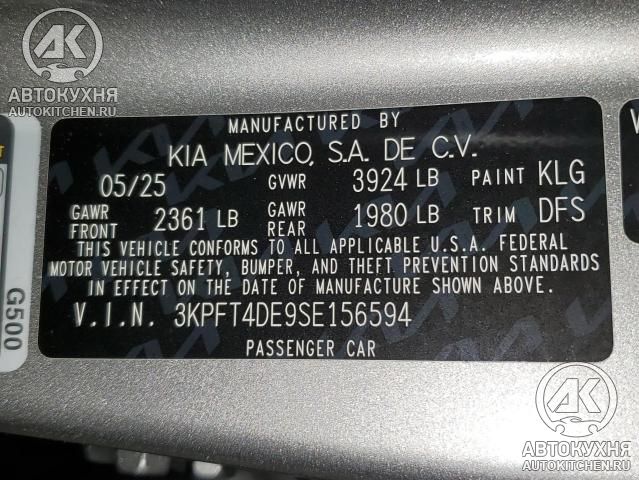 АК
АВТОКУХНЯ
AUTOKITCHEN.RU
MANUFACTURED BY
KIA MEXICO, S.A. DE C.V.
05/25 GVWR 3924 LB PAINT KLG
GAWR FRONT 2361 LB GAWR REAR 1980 LB TRIM DFS
THIS VEHICLE CONFORMS TO ALL APPLICABLE U.S.A. FEDERAL
MOTOR VEHICLE SAFETY, BUMPER, AND THEFT PREVENTION STANDARDS
IN EFFECT ON THE DATE OF MANUFACTURE SHOWN ABOVE.
V.I.N. 3KPFT4DE9SE156594
PASSENGER CAR
G500
АК
АВТОКУХНЯ
AUTOKITCHEN.RU